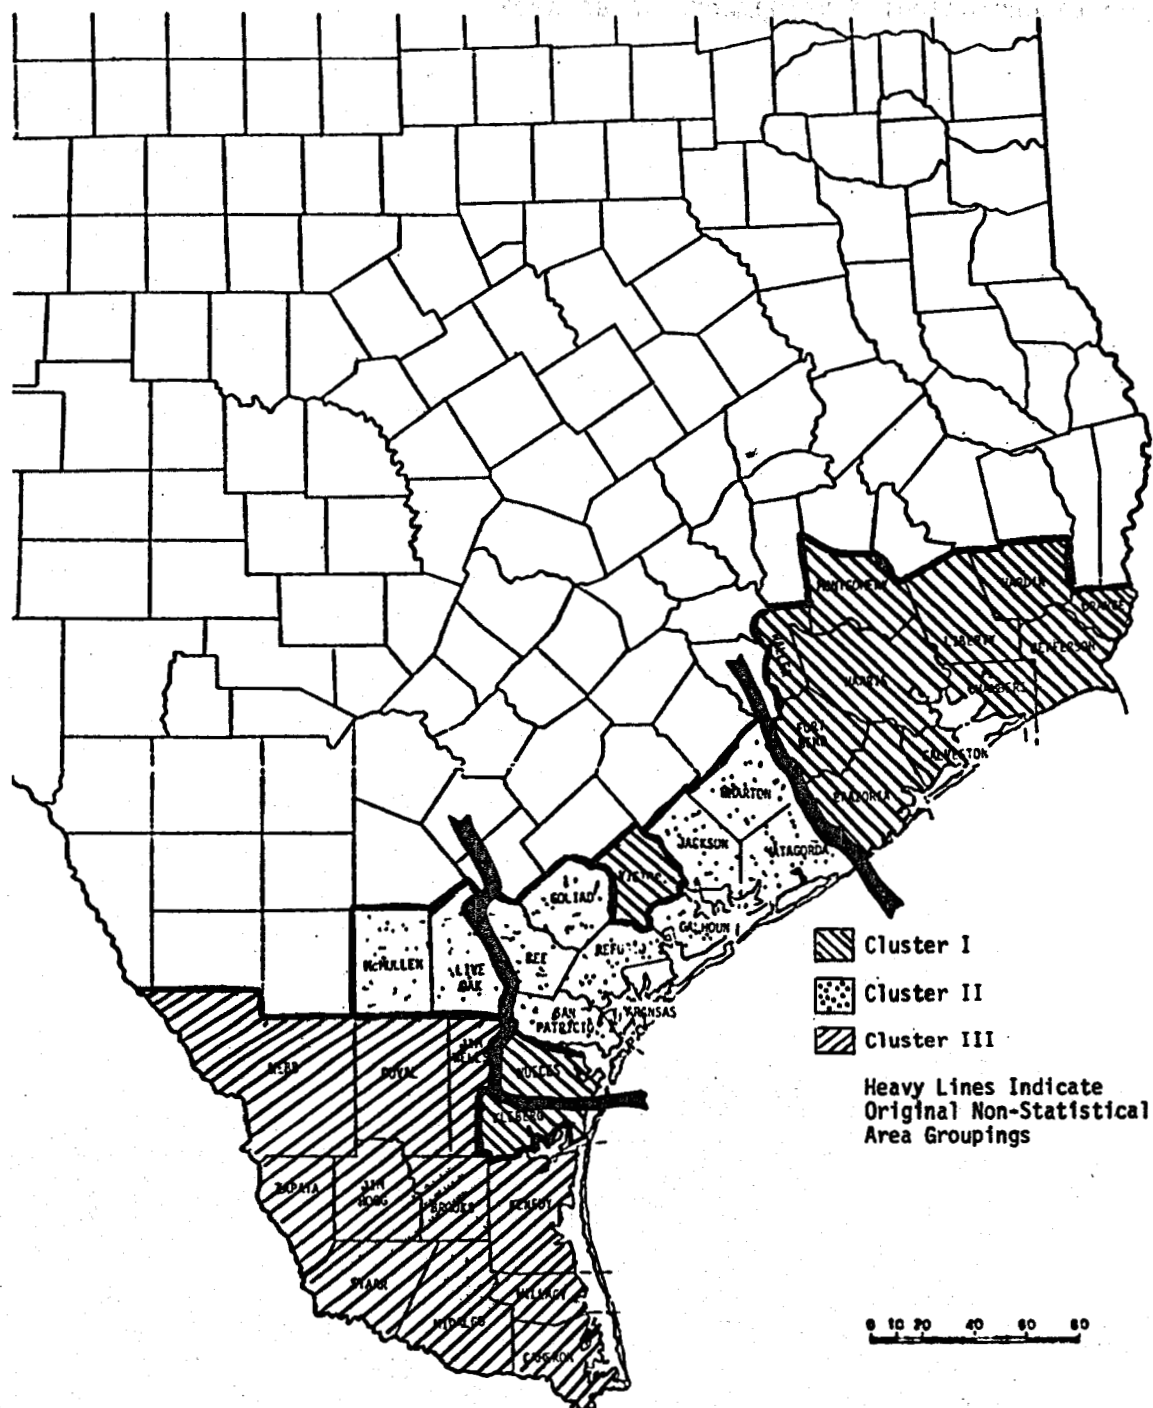 MONTGOMERY
HARDIN
ORANGE
LIBERTY
JEFFERSON
WALLER
HARRIS
CHAMBERS
FORT
BEND
GALVESTON
BRAZORIA
WHARTON
JACKSON
MATAGORDA
GOLIAD
CALHOUN
BEE
McMULLEN
LIVE
OAK
SAN
PATRICIO
ARANSAS
JIM
WELLS
WEBB
DUVAL
NUECES
KLEBERG
ZAPATA
JIM
HOGG
BROOKS
KENEDY
STARR
WILLACY
HIDALGO
CAMERON
Cluster I
Cluster II
Cluster III
Heavy Lines Indicate
Original Non-Statistical
Area Groupings
0 10 20 40 60 80